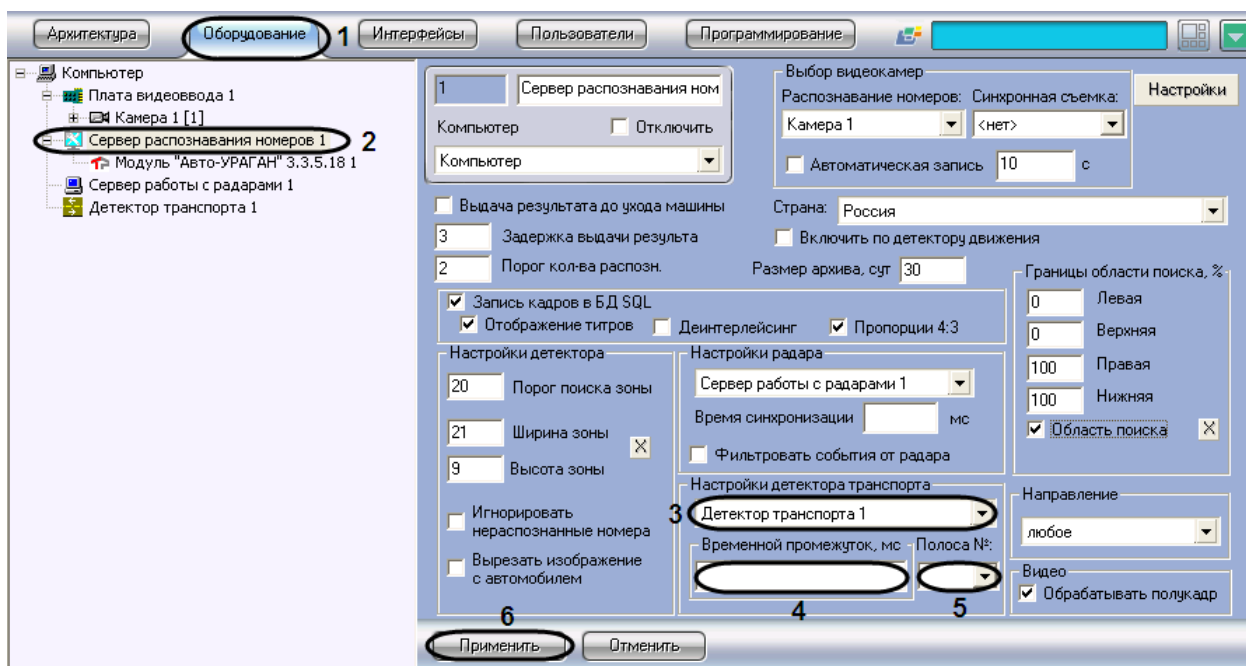 Архитектура Оборудование 1 Интерфейсы Пользователи Программирование
Компьютер
Плата видеоввода 1
Камера 1 [1]
Сервер распознавания номеров 1 2
Модуль "Авто-УРАГАН" 3.3.5.18 1
Сервер работы с радарами 1
Детектор транспорта 1
1 Сервер распознавания ном
Компьютер Отключить
Компьютер
Выбор видеокамер
Распознавание номеров: Синхронная съемка:
Камера 1 <нет>
Автоматическая запись 10 с
Настройки
Выдача результата до ухода машины
Страна: Россия
3 Задержка выдачи результа
Включить по детектору движения
2 Порог кол-ва распозн.
Размер архива, сут 30
Запись кадров в БД SQL
Отображение титров Деинтерлейсинг Пропорции 4:3
Границы области поиска, %
0 Левая
0 Верхняя
100 Правая
100 Нижняя
Область поиска X
Настройки детектора
20 Порог поиска зоны
21 Ширина зоны
X
9 Высота зоны
Игнорировать
нераспознанные номера
Вырезать изображение
с автомобилем
Настройки радара
Сервер работы с радарами 1
Время синхронизации мс
Фильтровать события от радара
Настройки детектора транспорта
3 Детектор транспорта 1
Временной промежуток, мс Полоса №:
4 5
Направление
любое
Видео
Обрабатывать полукадр
6
Применить Отменить